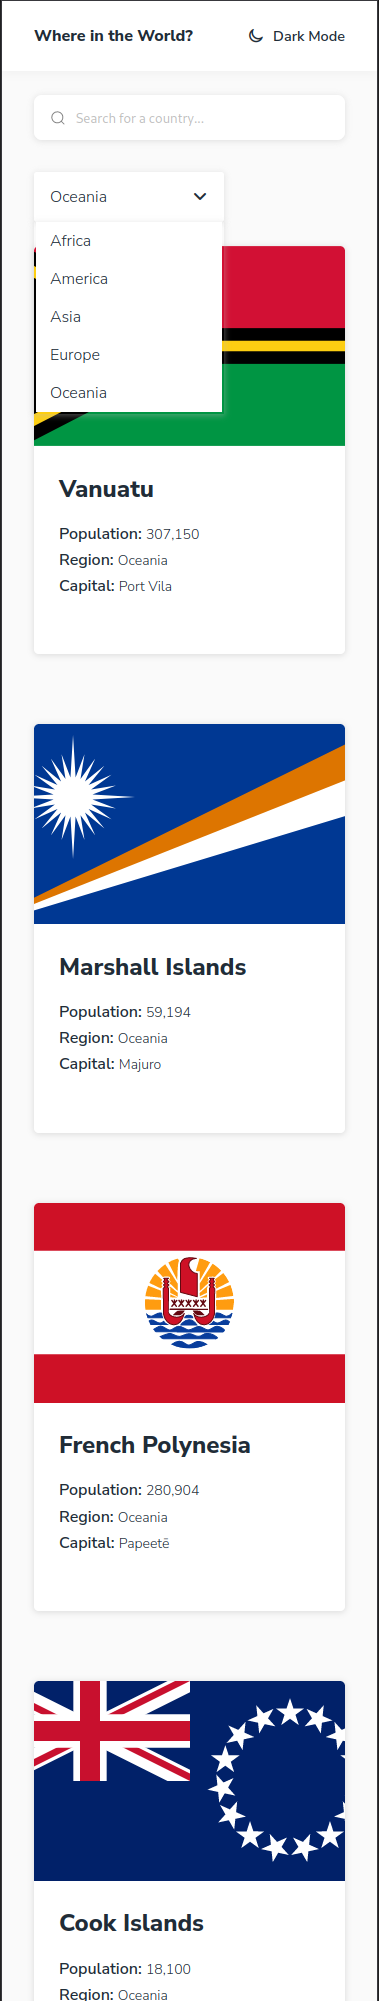 Where in the World?
Dark Mode
Search for a country...
Oceania
Africa
America
Asia
Europe
Oceania
Vanuatu
Population: 307,150
Region: Oceania
Capital: Port Vila
Marshall Islands
Population: 59,194
Region: Oceania
Capital: Majuro
French Polynesia
Population: 280,904
Region: Oceania
Capital: Papeetē
Cook Islands
Population: 18,100
Region: Oceania